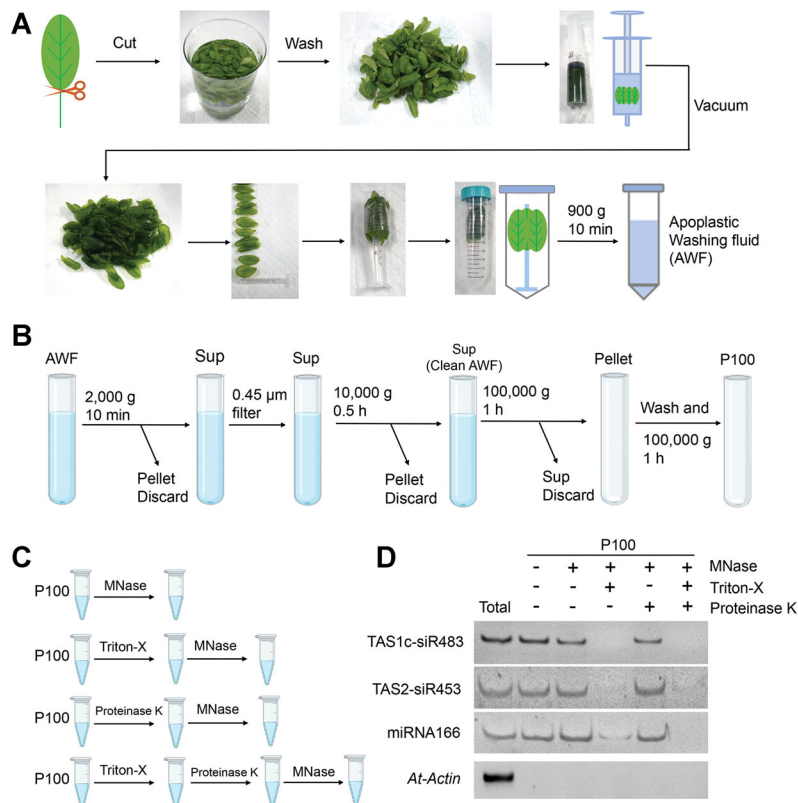 A
Cut
Wash
Vacuum
900 g
10 min
Apoplastic
Washing fluid
(AWF)
B
AWF
2,000 g
10 min
Pellet
Discard
Sup
0.45 µm
filter
Sup
10,000 g
0.5 h
Pellet
Discard
Sup
(Clean AWF)
100,000 g
1 h
Sup
Discard
Pellet
Wash and
100,000 g
1 h
P100
C
P100 MNase
P100 Triton-X MNase
P100 Proteinase K MNase
P100 Triton-X Proteinase K MNase
D
P100
- + + + + MNase
- - + - + Triton-X
Total - - - + + Proteinase K
TAS1c-siR483
TAS2-siR453
miRNA166
At-Actin